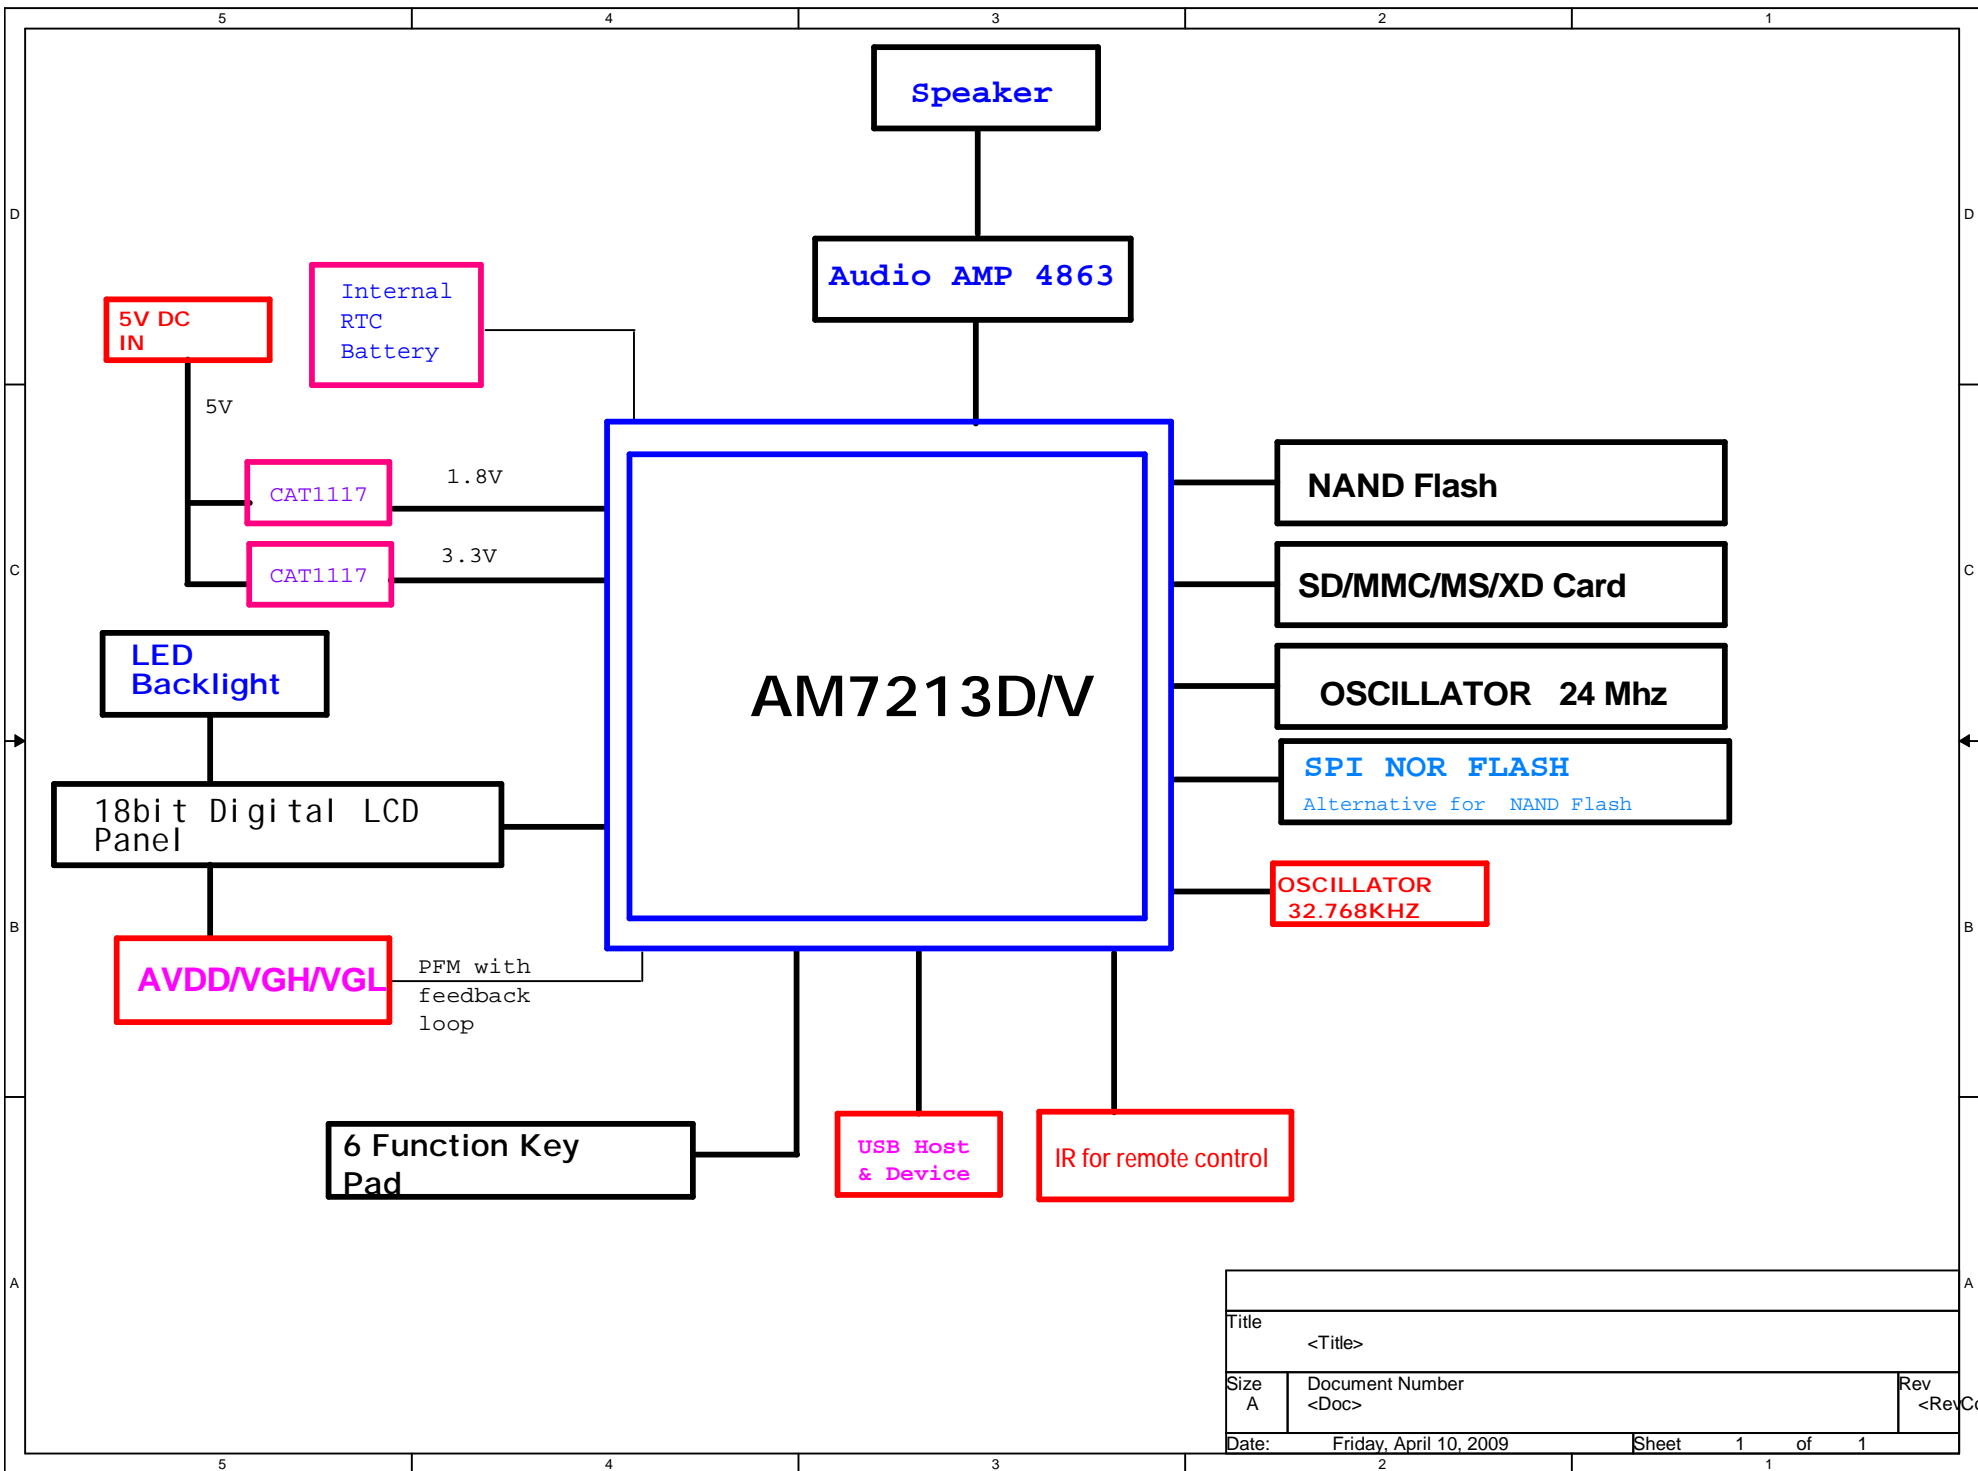 5 4 3 2 1
Speaker
D D
Audio AMP 4863
Internal
RTC
Battery
5V DC
IN
5V
CAT1117
1.8V
CAT1117
3.3V
C C
NAND Flash
SD/MMC/MS/XD Card
LED
Backlight
AM7213D/V
OSCILLATOR 24 Mhz
SPI NOR FLASH
Alternative for NAND Flash
18bit Digital LCD
Panel
OSCILLATOR
32.768KHZ
B B
AVDD/VGH/VGL
PFM with
feedback
loop
6 Function Key
Pad
USB Host
& Device
IR for remote control
A A
Title
<Title>
Size
A
Document Number
<Doc>
Rev
<RevCo
Date: Friday, April 10, 2009 Sheet 1 of 1
5 4 3 2 1